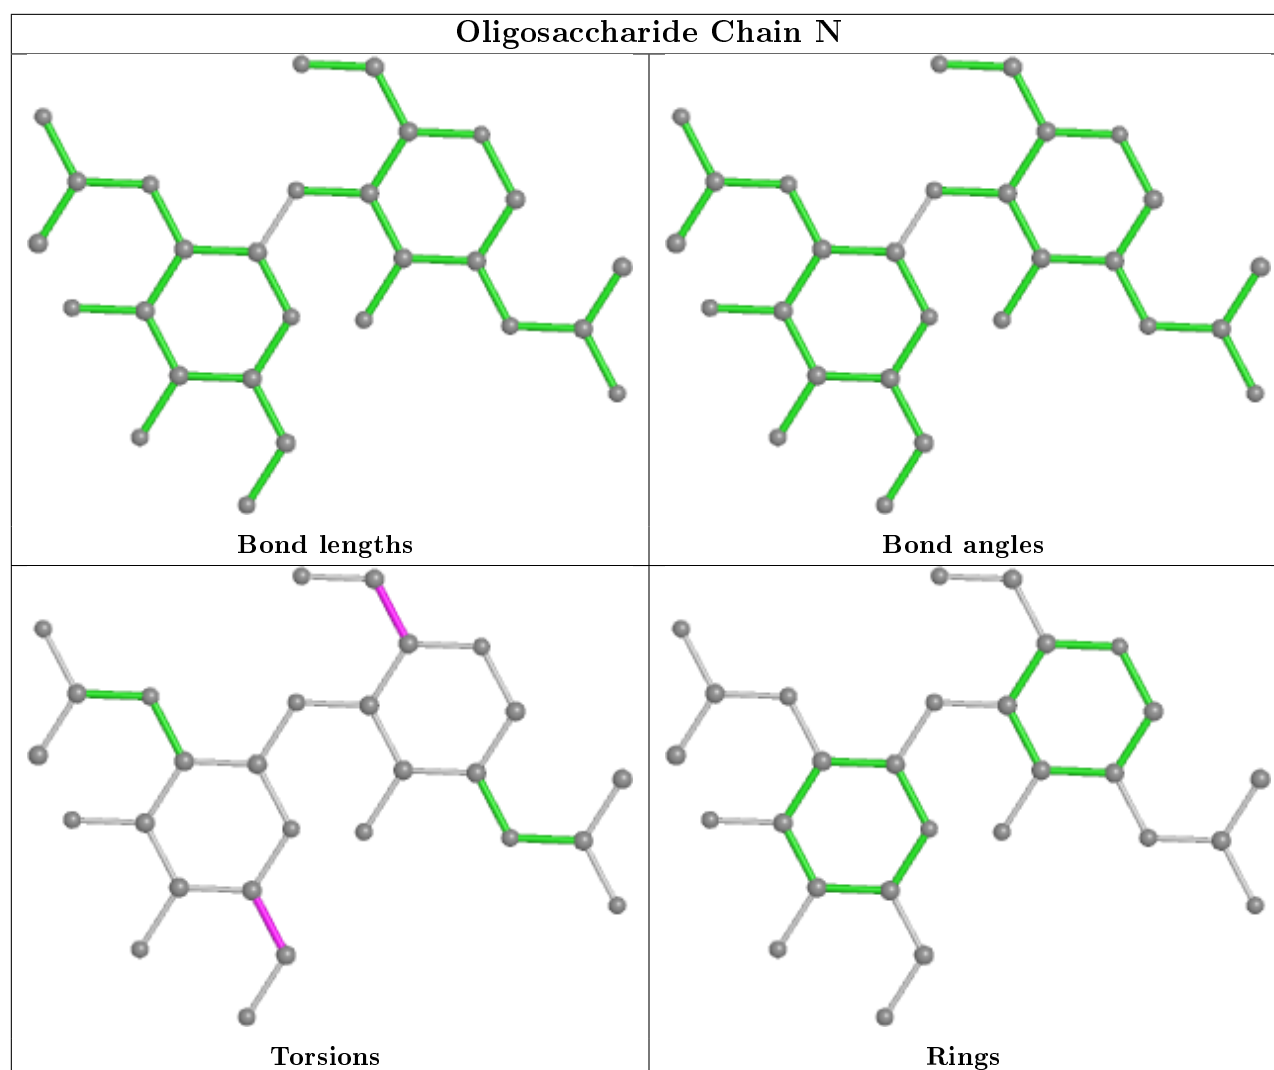 Oligosaccharide Chain N
Bond lengths
Bond angles
Torsions
Rings